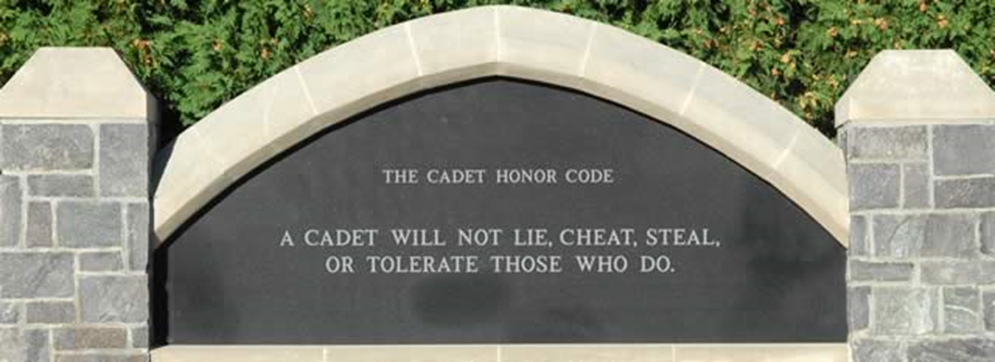 THE CADET HONOR CODE
A CADET WILL NOT LIE, CHEAT, STEAL,
OR TOLERATE THOSE WHO DO.